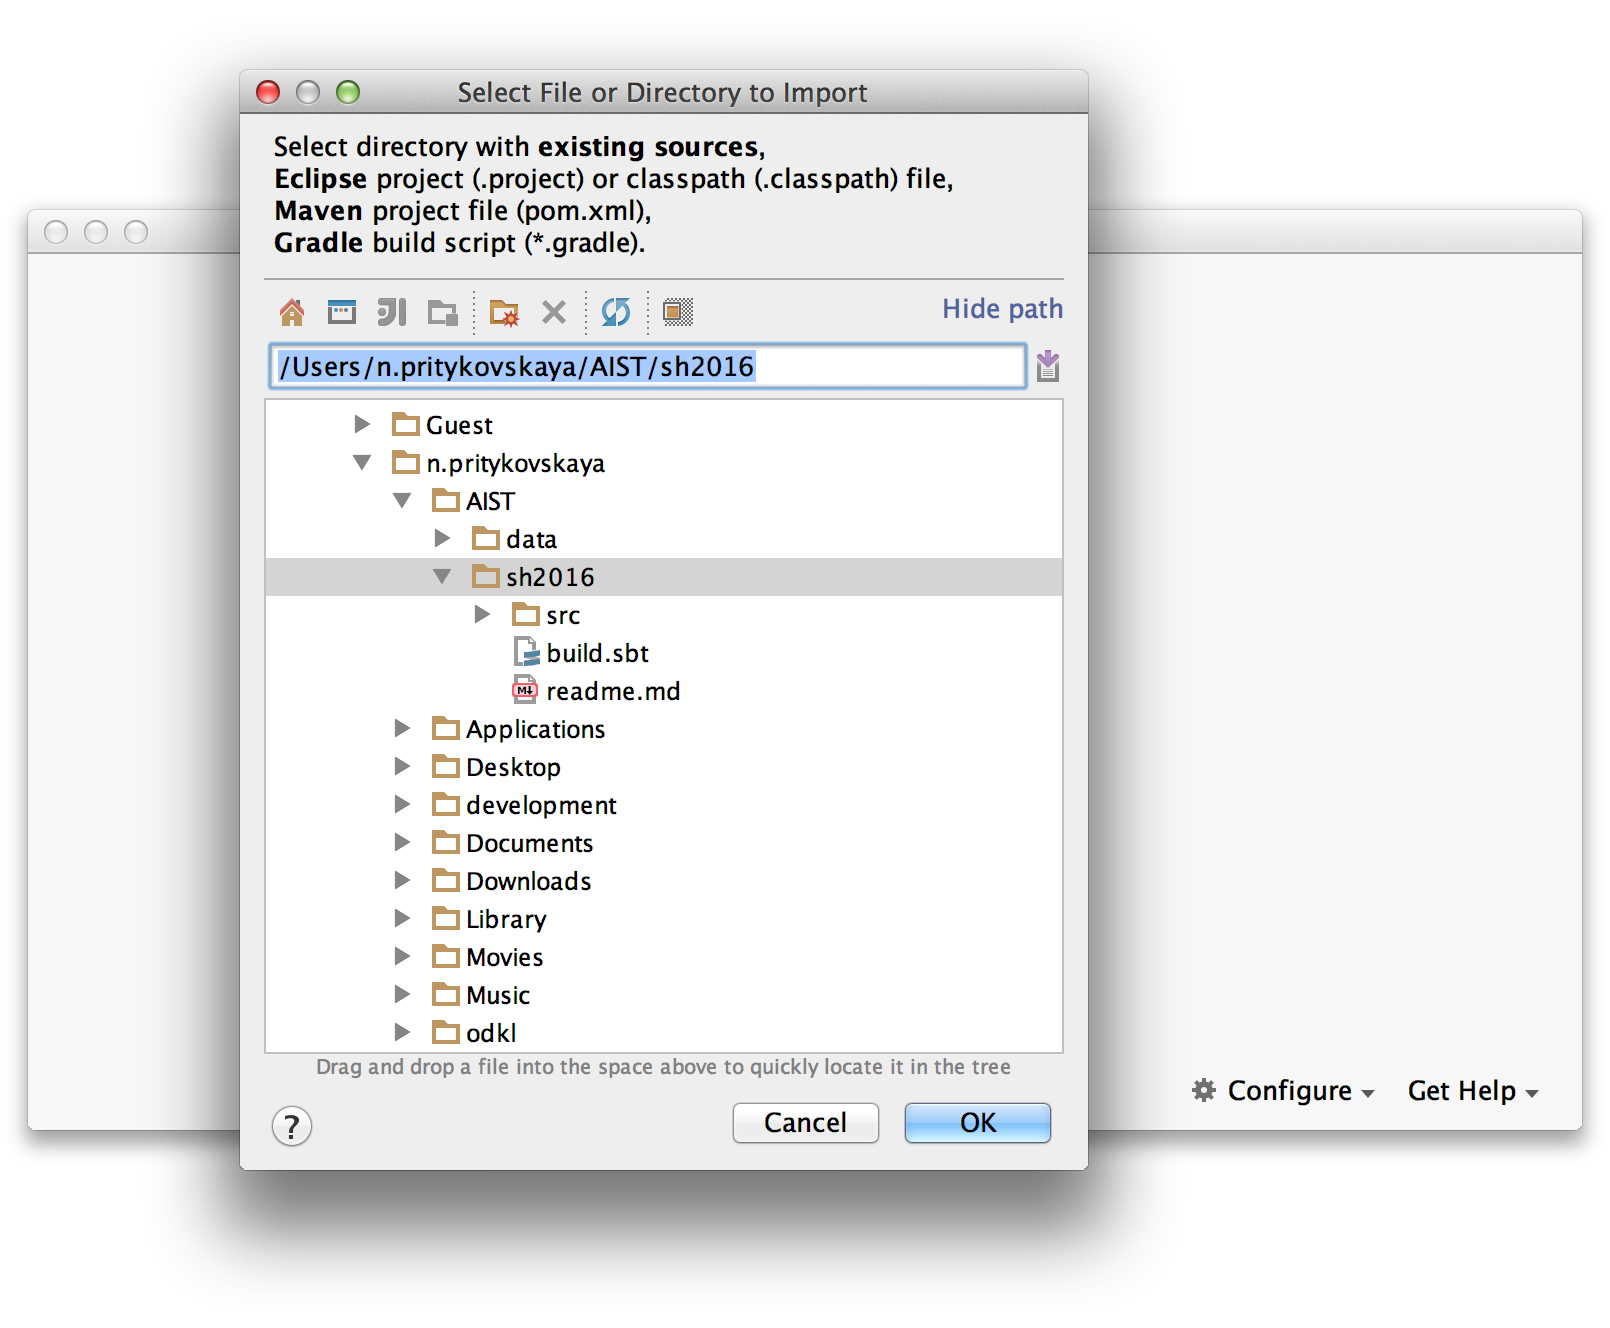 Select File or Directory to Import
Select directory with existing sources,
Eclipse project (.project) or classpath (.classpath) file,
Maven project file (pom.xml),
Gradle build script (*.gradle).
Hide path
/Users/n.pritykovskaya/AIST/sh2016
Guest
n.pritykovskaya
AIST
data
sh2016
src
build.sbt
M↓ readme.md
Applications
Desktop
development
Documents
Downloads
Library
Movies
Music
odkl
Drag and drop a file into the space above to quickly locate it in the tree
Configure Get Help
? Cancel OK